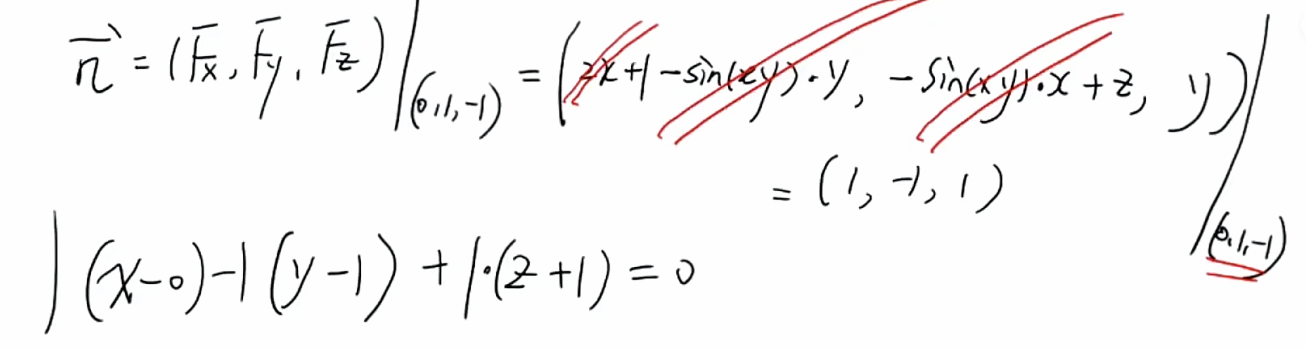 n⃗ = (Fx, Fy, Fz)|(0,1,-1) = (2x+1-sin(xy)·y, -sin(xy)·x+z, y)|(0,1,-1)
= (1, -1, 1)
1(x-0)-1(y-1)+1·(z+1)=0